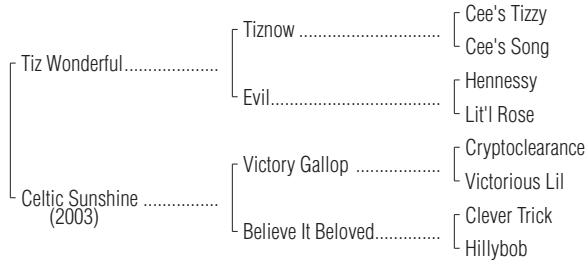 Cee's Tizzy
Tiznow ..............................
Cee's Song
Tiz Wonderful....................
Hennessy
Evil....................................
Lit'l Rose
Cryptoclearance
Victory Gallop ..................
Victorious Lil
Celtic Sunshine ................
(2003)
Clever Trick
Believe It Beloved..............
Hillybob